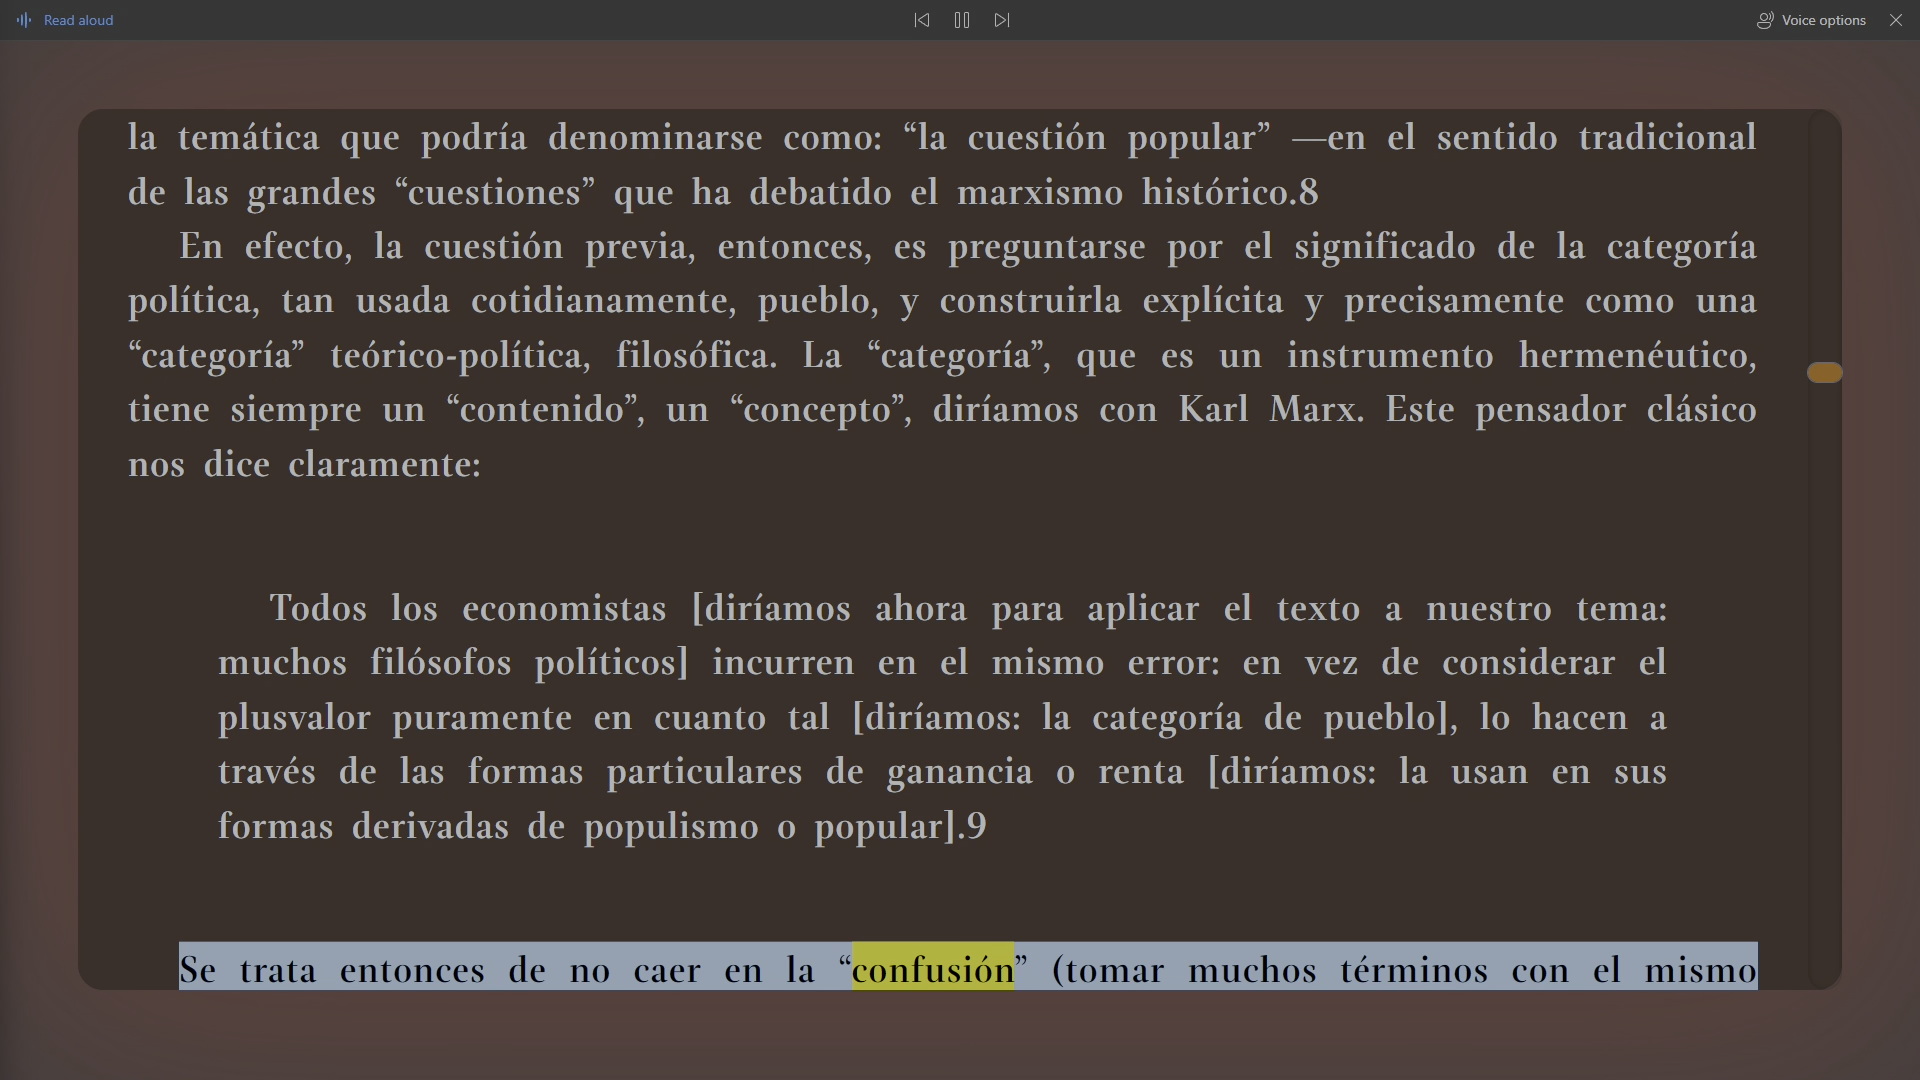 Read aloud
Voice options
la temática que podría denominarse como: “la cuestión popular” —en el sentido tradicional
de las grandes “cuestiones” que ha debatido el marxismo histórico.8
En efecto, la cuestión previa, entonces, es preguntarse por el significado de la categoría
política, tan usada cotidianamente, pueblo, y construirla explícita y precisamente como una
“categoría” teórico-política, filosófica. La “categoría”, que es un instrumento hermenéutico,
tiene siempre un “contenido”, un “concepto”, diríamos con Karl Marx. Este pensador clásico
nos dice claramente:
Todos los economistas [diríamos ahora para aplicar el texto a nuestro tema:
muchos filósofos políticos] incurren en el mismo error: en vez de considerar el
plusvalor puramente en cuanto tal [diríamos: la categoría de pueblo], lo hacen a
través de las formas particulares de ganancia o renta [diríamos: la usan en sus
formas derivadas de populismo o popular].9
Se trata entonces de no caer en la “confusión” (tomar muchos términos con el mismo